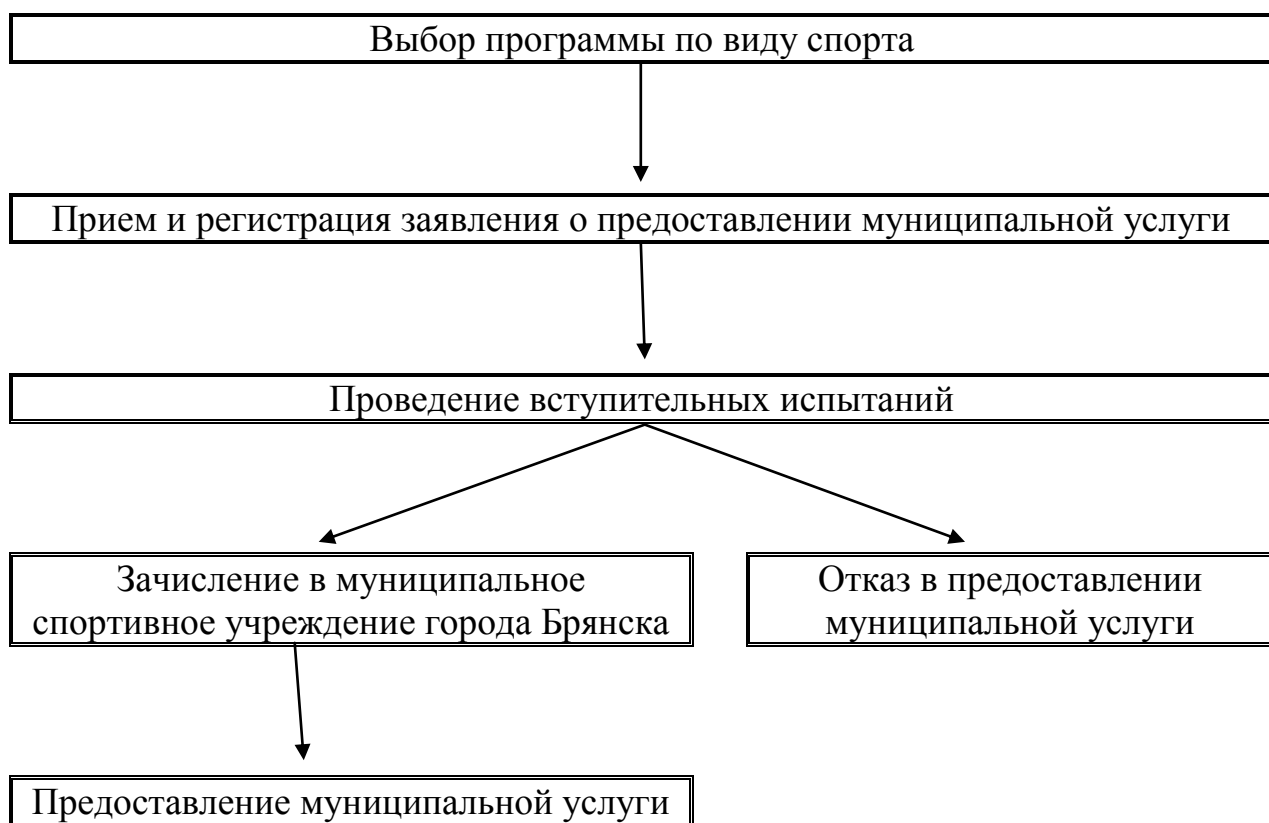 Выбор программы по виду спорта
Прием и регистрация заявления о предоставлении муниципальной услуги
Проведение вступительных испытаний
Зачисление в муниципальное
спортивное учреждение города Брянска
Отказ в предоставлении
муниципальной услуги
Предоставление муниципальной услуги